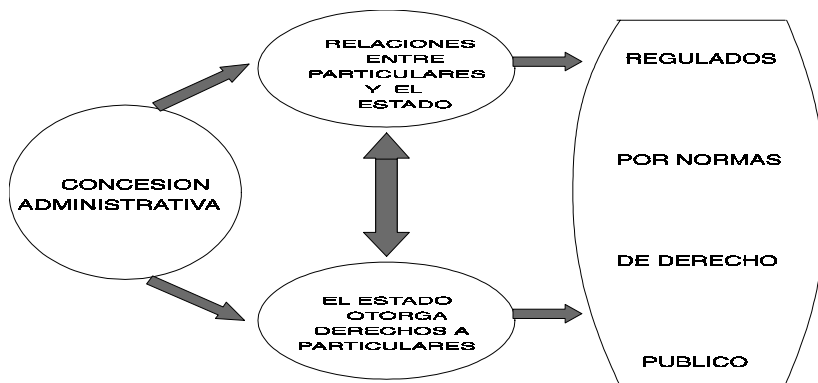 CONCESION
ADMINISTRATIVA
RELACIONES
ENTRE
PARTICULARES
Y EL
ESTADO
EL ESTADO
OTORGA
DERECHOS A
PARTICULARES
REGULADOS
POR NORMAS
DE DERECHO
PUBLICO